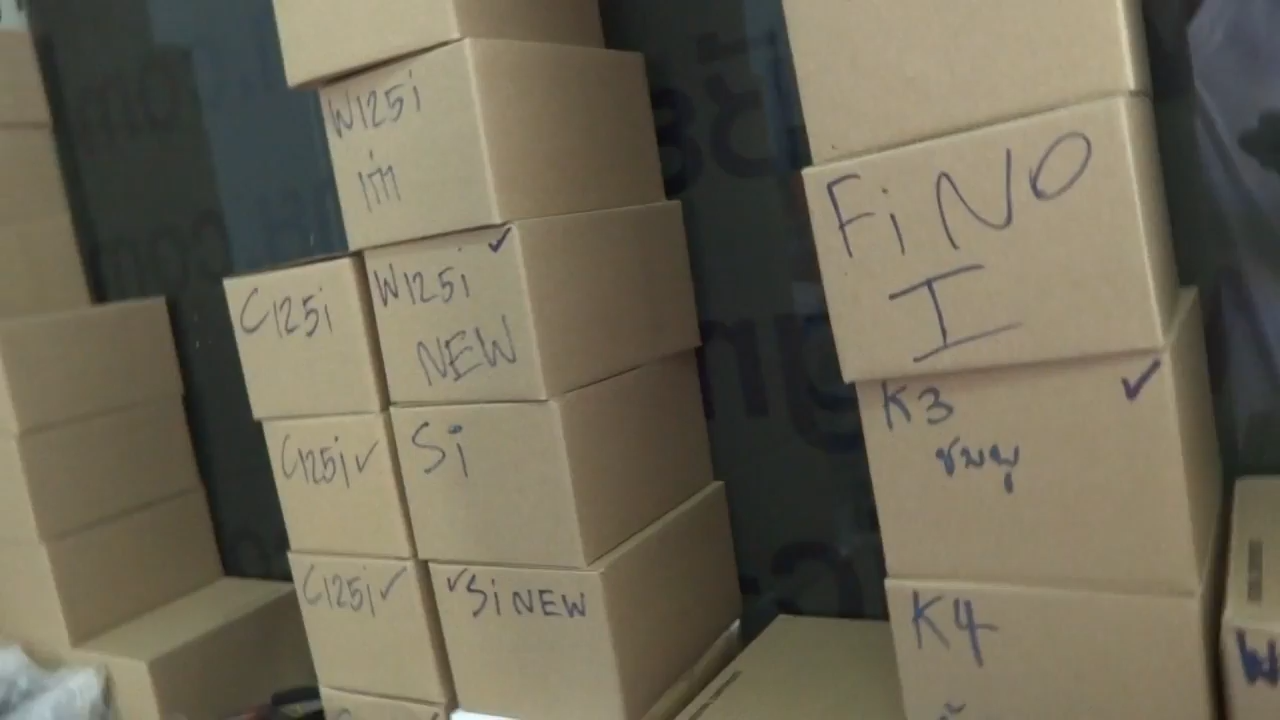 W125i
เก่า
W125i ✓
NEW
C125i
Si
C125i ✓
✓Si NEW
C125i ✓
FiNO
I
K3 ✓
ชมพู
K4